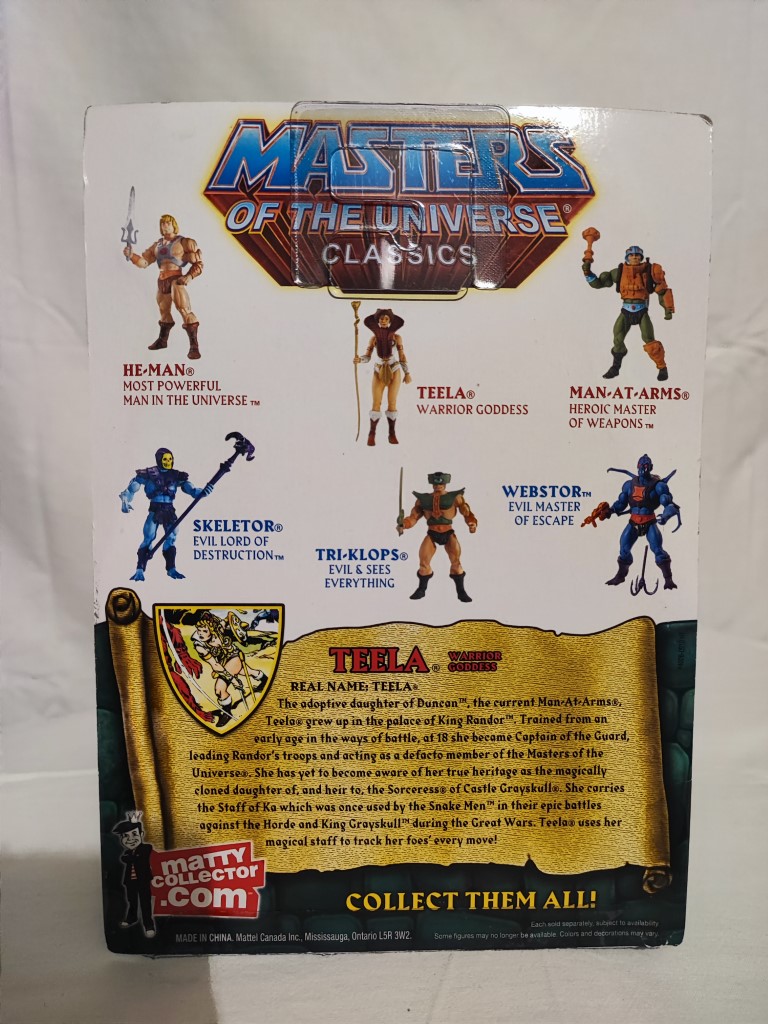 MASTERS
OF THE UNIVERSE®
CLASSICS
HE-MAN®
MOST POWERFUL
MAN IN THE UNIVERSE ™
TEELA®
WARRIOR GODDESS
MAN-AT-ARMS®
HEROIC MASTER
OF WEAPONS ™
SKELETOR®
EVIL LORD OF
DESTRUCTION™
TRI-KLOPS®
EVIL & SEES
EVERYTHING
WEBSTOR™
EVIL MASTER
OF ESCAPE
TEELA® WARRIOR
GODDESS
REAL NAME: TEELA®
The adoptive daughter of Duncan™, the current Man-At-Arms®,
Teela® grew up in the palace of King Randor™. Trained from an
early age in the ways of battle, at 18 she became Captain of the Guard,
leading Randor's troops and acting as a defacto member of the Masters of the
Universe®. She has yet to become aware of her true heritage as the magically
cloned daughter of, and heir to, the Sorceress® of Castle Grayskull®. She carries
the Staff of Ka which was once used by the Snake Men™ in their epic battles
against the Horde and King Grayskull™ during the Great Wars. Teela® uses her
magical staff to track her foes' every move!
maTTY
COLLECTOR
.com
COLLECT THEM ALL!
Each sold separately, subject to availability.
MADE IN CHINA. Mattel Canada Inc., Mississauga, Ontario L5R 3W2.
Some figures may no longer be available. Colors and decorations may vary.